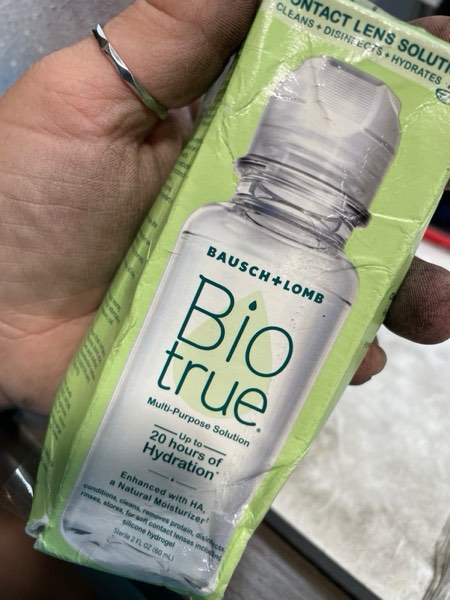 CONTACT LENS SOLUTI
CLEANS + DISINFECTS + HYDRATES
BAUSCH + LOMB
Bio
true®
Multi-Purpose Solution
Up to
20 hours of
Hydration*
Enhanced with HA,
a Natural Moisturizer†
conditions, cleans, removes protein, disinfects,
rinses, stores, for soft contact lenses including
silicone hydrogel
Sterile 2 FL OZ (60 mL)